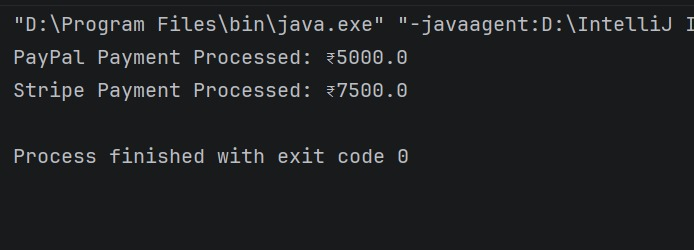 "D:\Program Files\bin\java.exe" "-javaagent:D:\IntelliJ I
PayPal Payment Processed: ₹5000.0
Stripe Payment Processed: ₹7500.0
Process finished with exit code 0